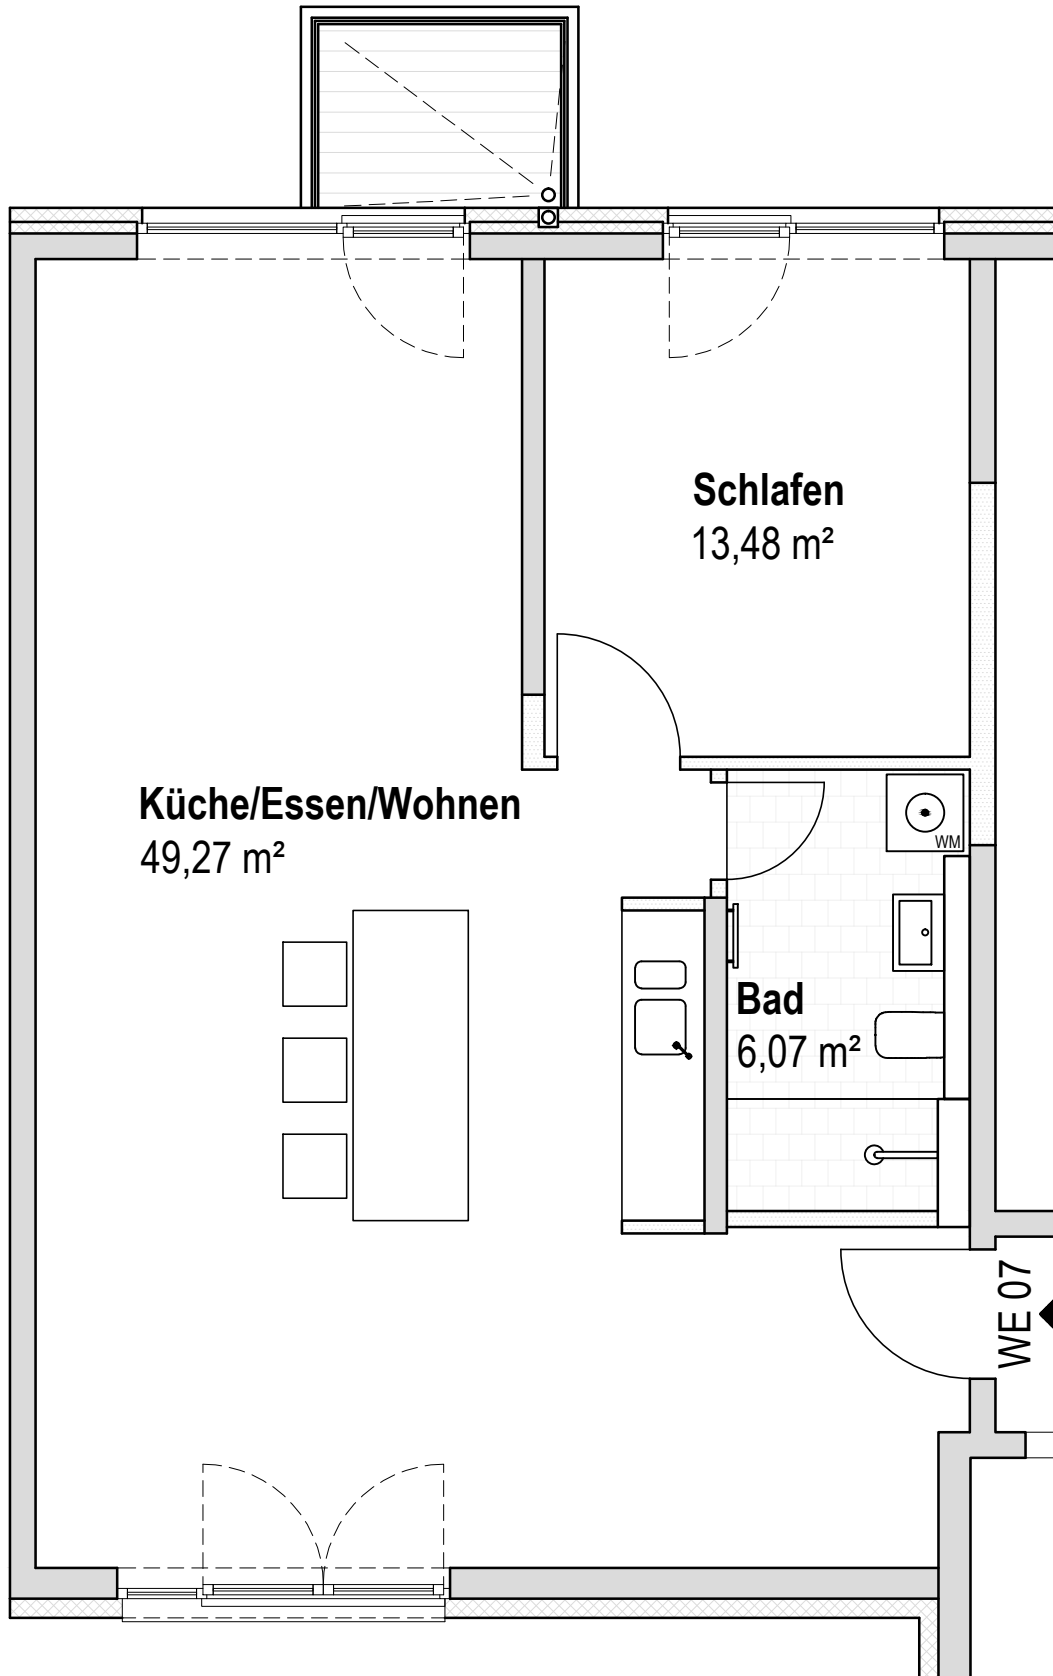 Schlafen
13,48 m²
Küche/Essen/Wohnen
49,27 m²
WM
Bad
6,07 m²
WE 07